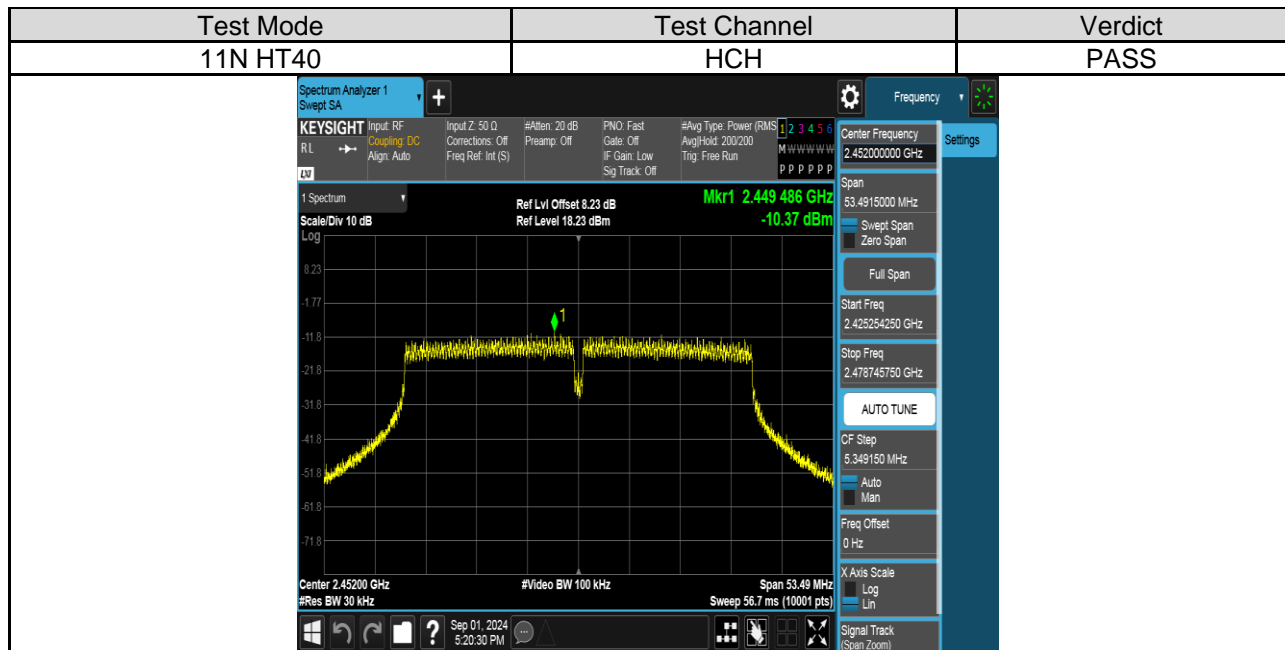 Test Mode Test Channel Verdict
11N HT40 HCH PASS
Spectrum Analyzer 1
Swept SA
+
Frequency
KEYSIGHT
RL
LXI
Input: RF
Coupling: DC
Align: Auto
Input Z: 50 Ω
Corrections: Off
Freq Ref: Int (S)
#Atten: 20 dB
Preamp: Off
PNO: Fast
Gate: Off
IF Gain: Low
Sig Track: Off
#Avg Type: Power (RMS
Avg|Hold: 200/200
Trig: Free Run
1 2 3 4 5 6
M W W W W W
P P P P P P
1 Spectrum
Scale/Div 10 dB
Log
Ref Lvl Offset 8.23 dB
Ref Level 18.23 dBm
Mkr1 2.449 486 GHz
-10.37 dBm
8.23
-1.77
-11.8
-21.8
-31.8
-41.8
-51.8
-61.8
-71.8
1
Center 2.45200 GHz
#Res BW 30 kHz
#Video BW 100 kHz
Span 53.49 MHz
Sweep 56.7 ms (10001 pts)
Center Frequency
2.452000000 GHz
Settings
Span
53.4915000 MHz
Swept Span
Zero Span
Full Span
Start Freq
2.425254250 GHz
Stop Freq
2.478745750 GHz
AUTO TUNE
CF Step
5.349150 MHz
Auto
Man
Freq Offset
0 Hz
X Axis Scale
Log
Lin
Signal Track
(Span Zoom)
?
Sep 01, 2024
5:20:30 PM